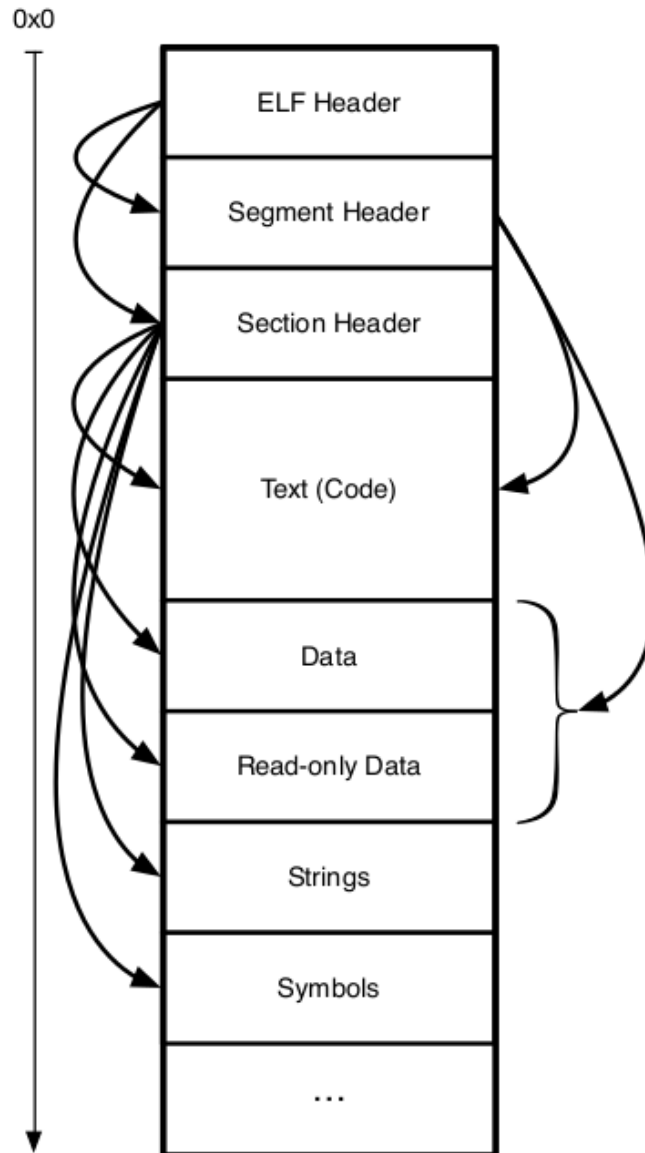 0x0
ELF Header
Segment Header
Section Header
Text (Code)
Data
Read-only Data
Strings
Symbols
...